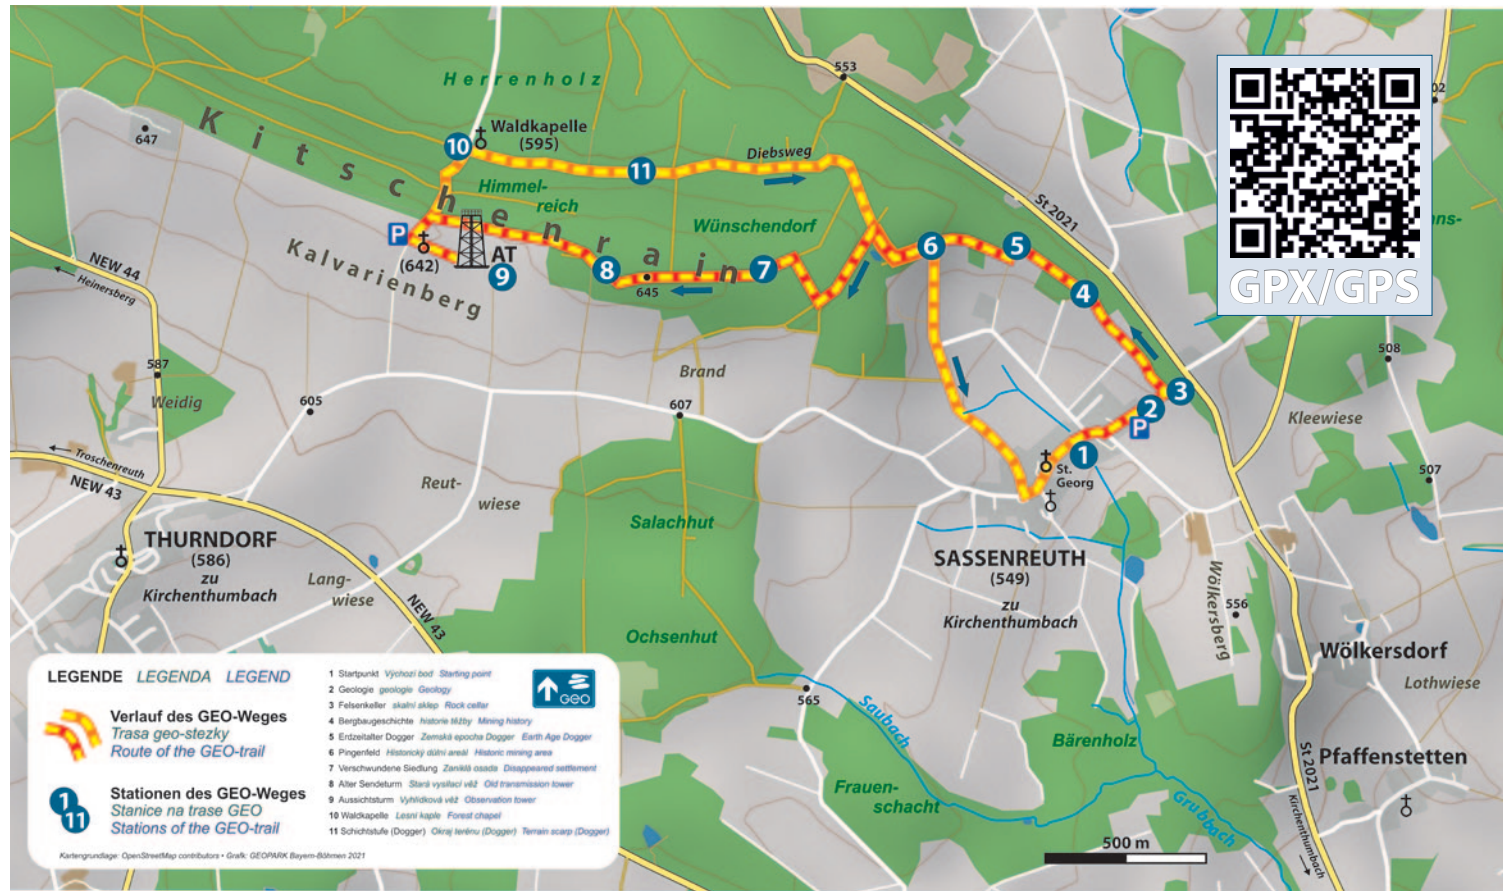 Herrenholz
553
647
Waldkapelle
(595)
10
11
Diebsweg
Kitschenrain
Himmel-
reich
Wünschendorf
St 2021
P
AT
(642)
9
8
645
7
6
5
4
3
2
P
1
Kalvarienberg
GPX/GPS
NEW 44
Heinersberg
587
Weidig
605
Brand
607
508
Kleewiese
507
St.
Georg
Troschenreuth
NEW 43
Reut-
wiese
Salachhut
THURNDORF
(586)
zu
Kirchenthumbach
Lang-
wiese
NEW 43
SASSENREUTH
(549)
zu
Kirchenthumbach
Wölkersberg
556
Ochsenhut
Wölkersdorf
Lothwiese
565
Saubach
Bärenholz
Frauen-
schacht
Grubbach
St 2021
Pfaffenstetten
Kirchenthumbach
500 m
LEGENDE LEGENDA LEGEND
Verlauf des GEO-Weges
Trasa geo-stezky
Route of the GEO-trail
1
11
Stationen des GEO-Weges
Stanice na trase GEO
Stations of the GEO-trail
1 Startpunkt Výchozí bod Starting point
2 Geologie geologie Geology
3 Felsenkeller skalní sklep Rock cellar
4 Bergbaugeschichte historie těžby Mining history
5 Erdzeitalter Dogger Zemská epocha Dogger Earth Age Dogger
6 Pingenfeld Historický důlní areál Historic mining area
7 Verschwundene Siedlung Zaniklá osada Disappeared settlement
8 Alter Sendeturm Stará vysílací věž Old transmission tower
9 Aussichtsturm Vyhlídková věž Observation tower
10 Waldkapelle Lesní kaple Forest chapel
11 Schichtstufe (Dogger) Okraj terénu (Dogger) Terrain scarp (Dogger)
GEO
Kartengrundlage: OpenStreetMap contributors • Grafik: GEOPARK Bayern-Böhmen 2021